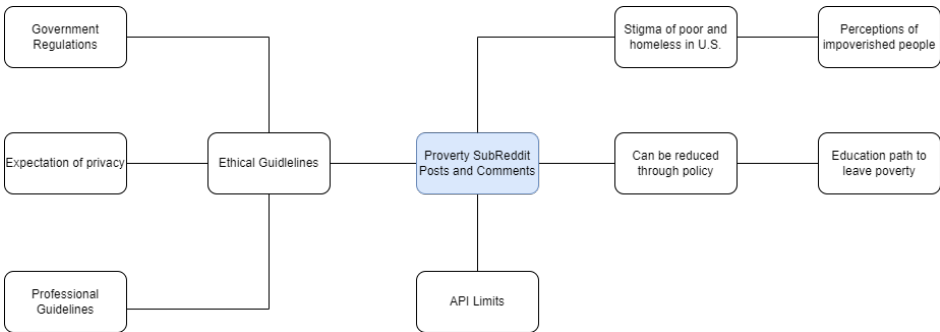 Government
Regulations
Stigma of poor and
homeless in U.S.
Perceptions of
impoverished people
Expectation of privacy
Ethical Guidlelines
Proverty SubReddit
Posts and Comments
Can be reduced
through policy
Education path to
leave poverty
Professional
Guidelines
API Limits